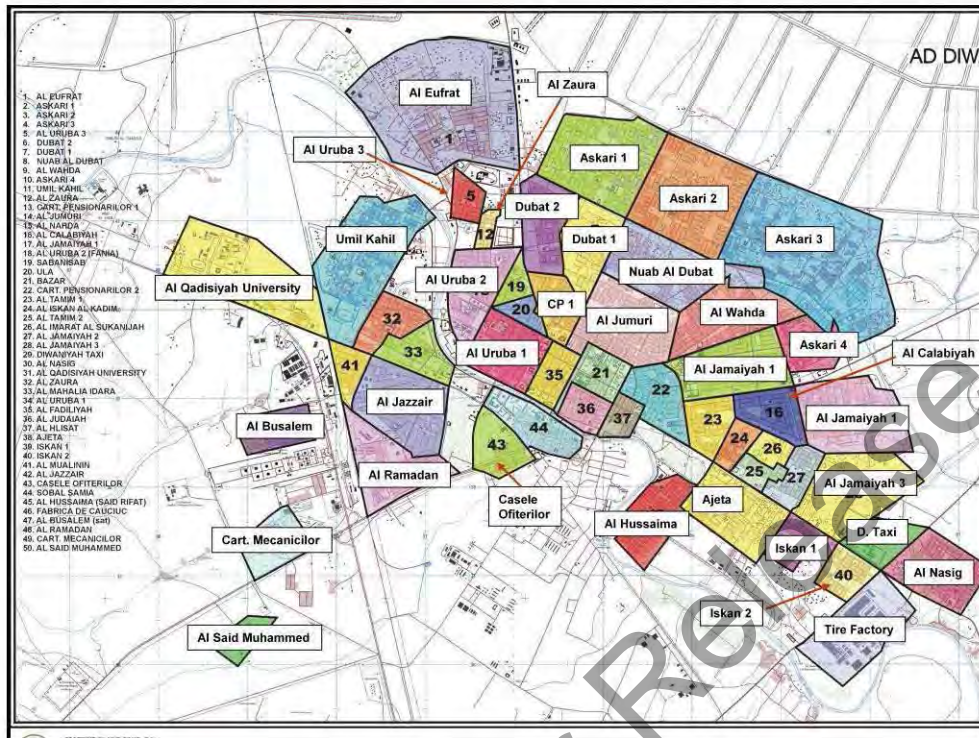 AD DIW
1. AL EUFRAT
2. ASKARI 1
3. ASKARI 2
4. ASKARI 3
5. AL URUBA 3
6. DUBAT 2
7. DUBAT 1
8. NUAB AL DUBAT
9. AL WAHDA
10. ASKARI 4
11. UMIL KAHIL
12. AL ZAURA
13. CART. PENSIONARILOR 1
14. AL JUMURI
15. AL NAHDA
16. AL CALABIYAH
17. AL JAMAIYAH 1
18. AL URUBA 2 (FANIA)
19. SABANISAB
20. ULA
21. BAZAR
22. CART. PENSIONARILOR 2
23. AL TAMIM 1
24. AL ISKAN AL KADIM
25. AL TAMIM 2
26. AL IMARAT AL SUKANIJAH
27. AL JAMAIYAH 2
28. AL JAMAIYAH 3
29. DIWANIYAH TAXI
30. AL NASIG
31. AL QADISIYAH UNIVERSITY
32. AL ZAURA
33. AL MAHALIA IDARA
34. AL URUBA 1
35. AL FADILIYAH
36. AL JUDAIAH
37. AL HLISAT
38. AJETA
39. ISKAN 1
40. ISKAN 2
41. AL MUALININ
42. AL JAZZAIR
43. CASELE OFITERILOR
44. SOBAL SAMIA
45. AL HUSSAIMA (SAID RIFAT)
46. FABRICA DE CAUCIUC
47. AL BUSALEM (sat)
48. AL RAMADAN
49. CART. MECANICILOR
50. AL SAID MUHAMMED
Al Eufrat
1
Al Zaura
Al Uruba 3
5
Askari 1
Askari 2
Askari 3
Dubat 2
12
Dubat 1
Umil Kahil
Al Qadisiyah University
Al Uruba 2
19
Nuab Al Dubat
CP 1
20
Al Jumuri
Al Wahda
32
33
Al Uruba 1
Askari 4
Al Calabiyah
41
35
21
22
Al Jamaiyah 1
Al Jazzair
36
37
23
16
Al Jamaiyah 1
Al Busalem
43
44
24
26
25
27
Al Ramadan
Al Jamaiyah 3
Casele
Ofiterilor
Ajeta
Al Hussaima
D. Taxi
Cart. Mecanicilor
Iskan 1
40
Al Nasig
Iskan 2
Tire Factory
Al Said Muhammed
Release